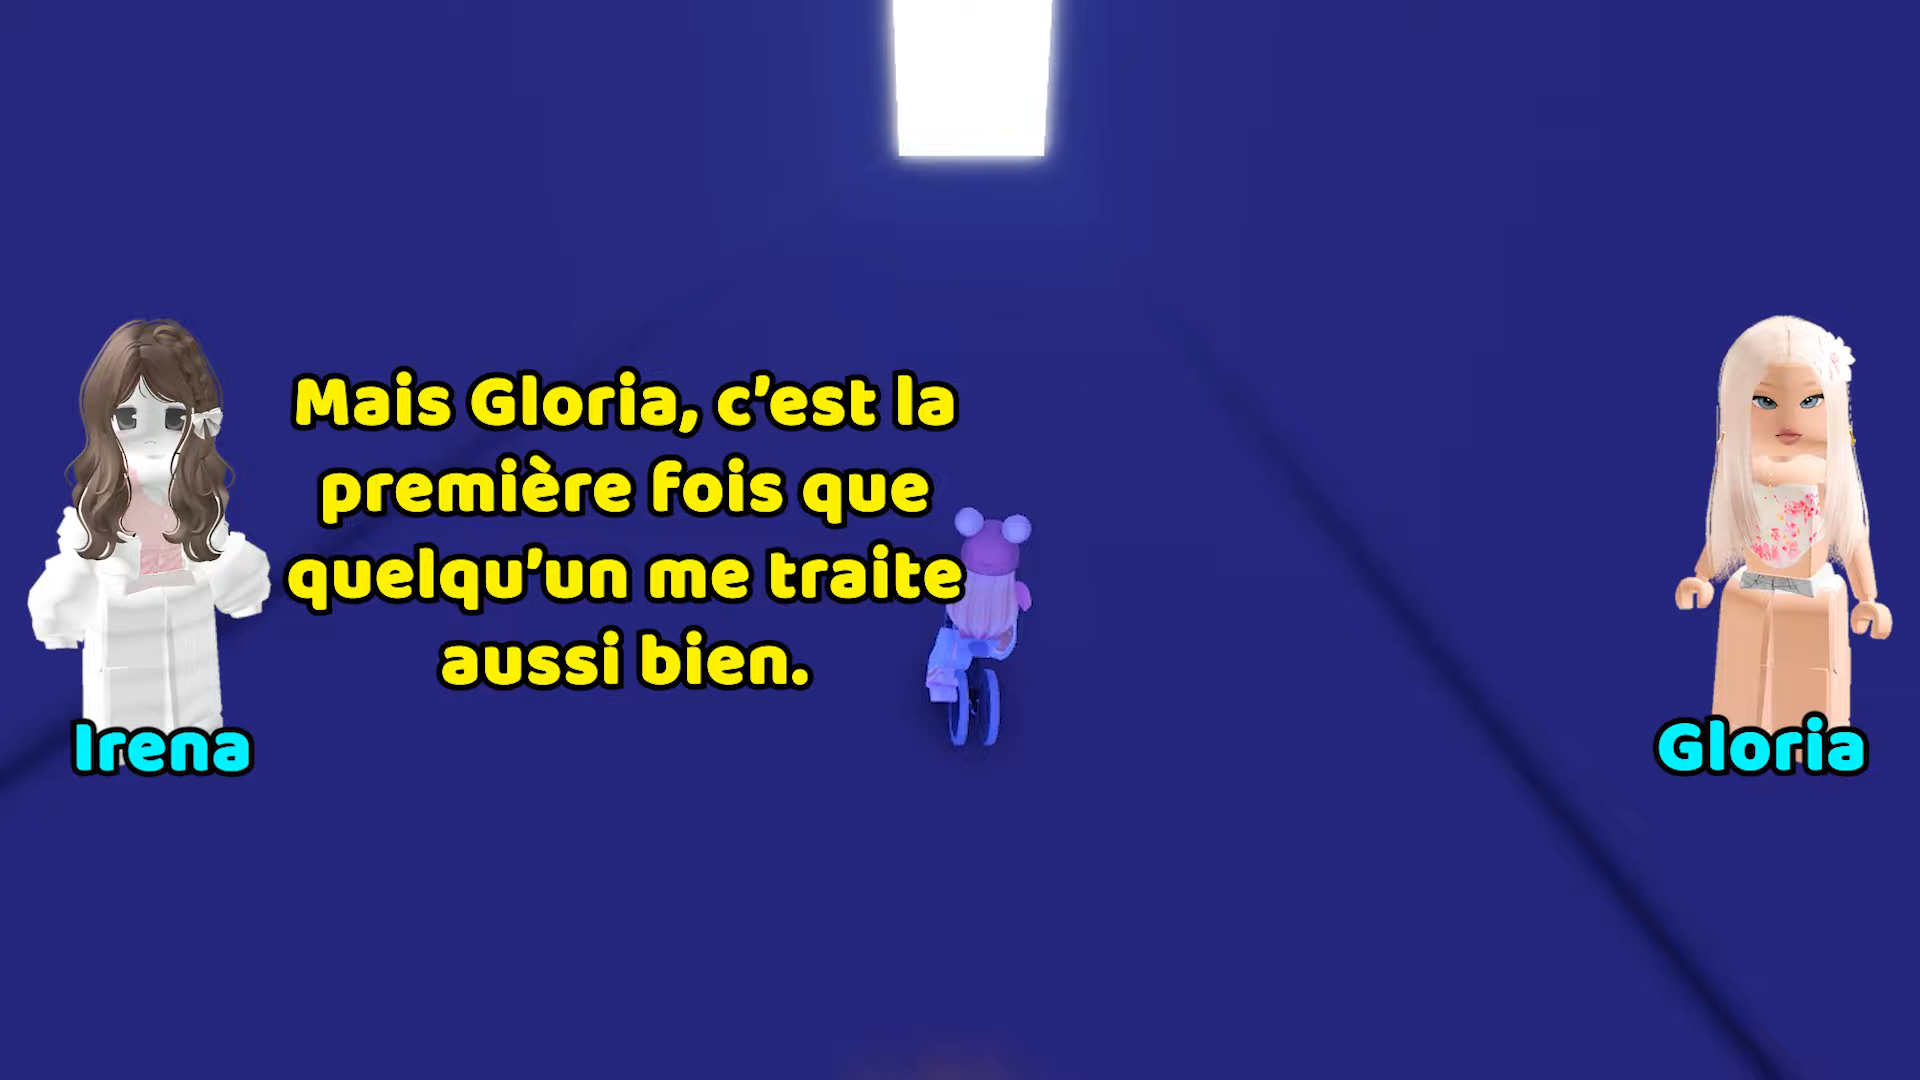 Mais Gloria, c'est la
première fois que
quelqu'un me traite
aussi bien.
Irena
Gloria